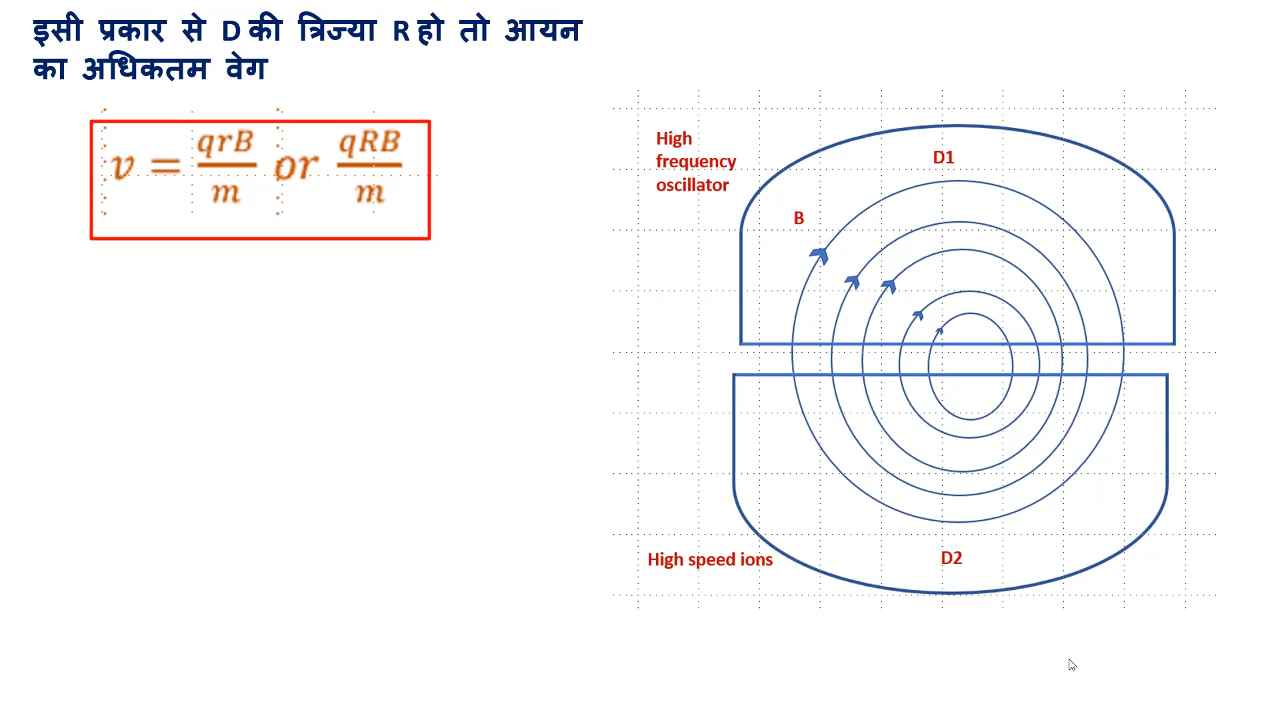 इसी प्रकार से D की त्रिज्या R हो तो आयन
का अधिकतम वेग
v = qrB/m or qRB/m
High
frequency
oscillator
D1
B
High speed ions
D2